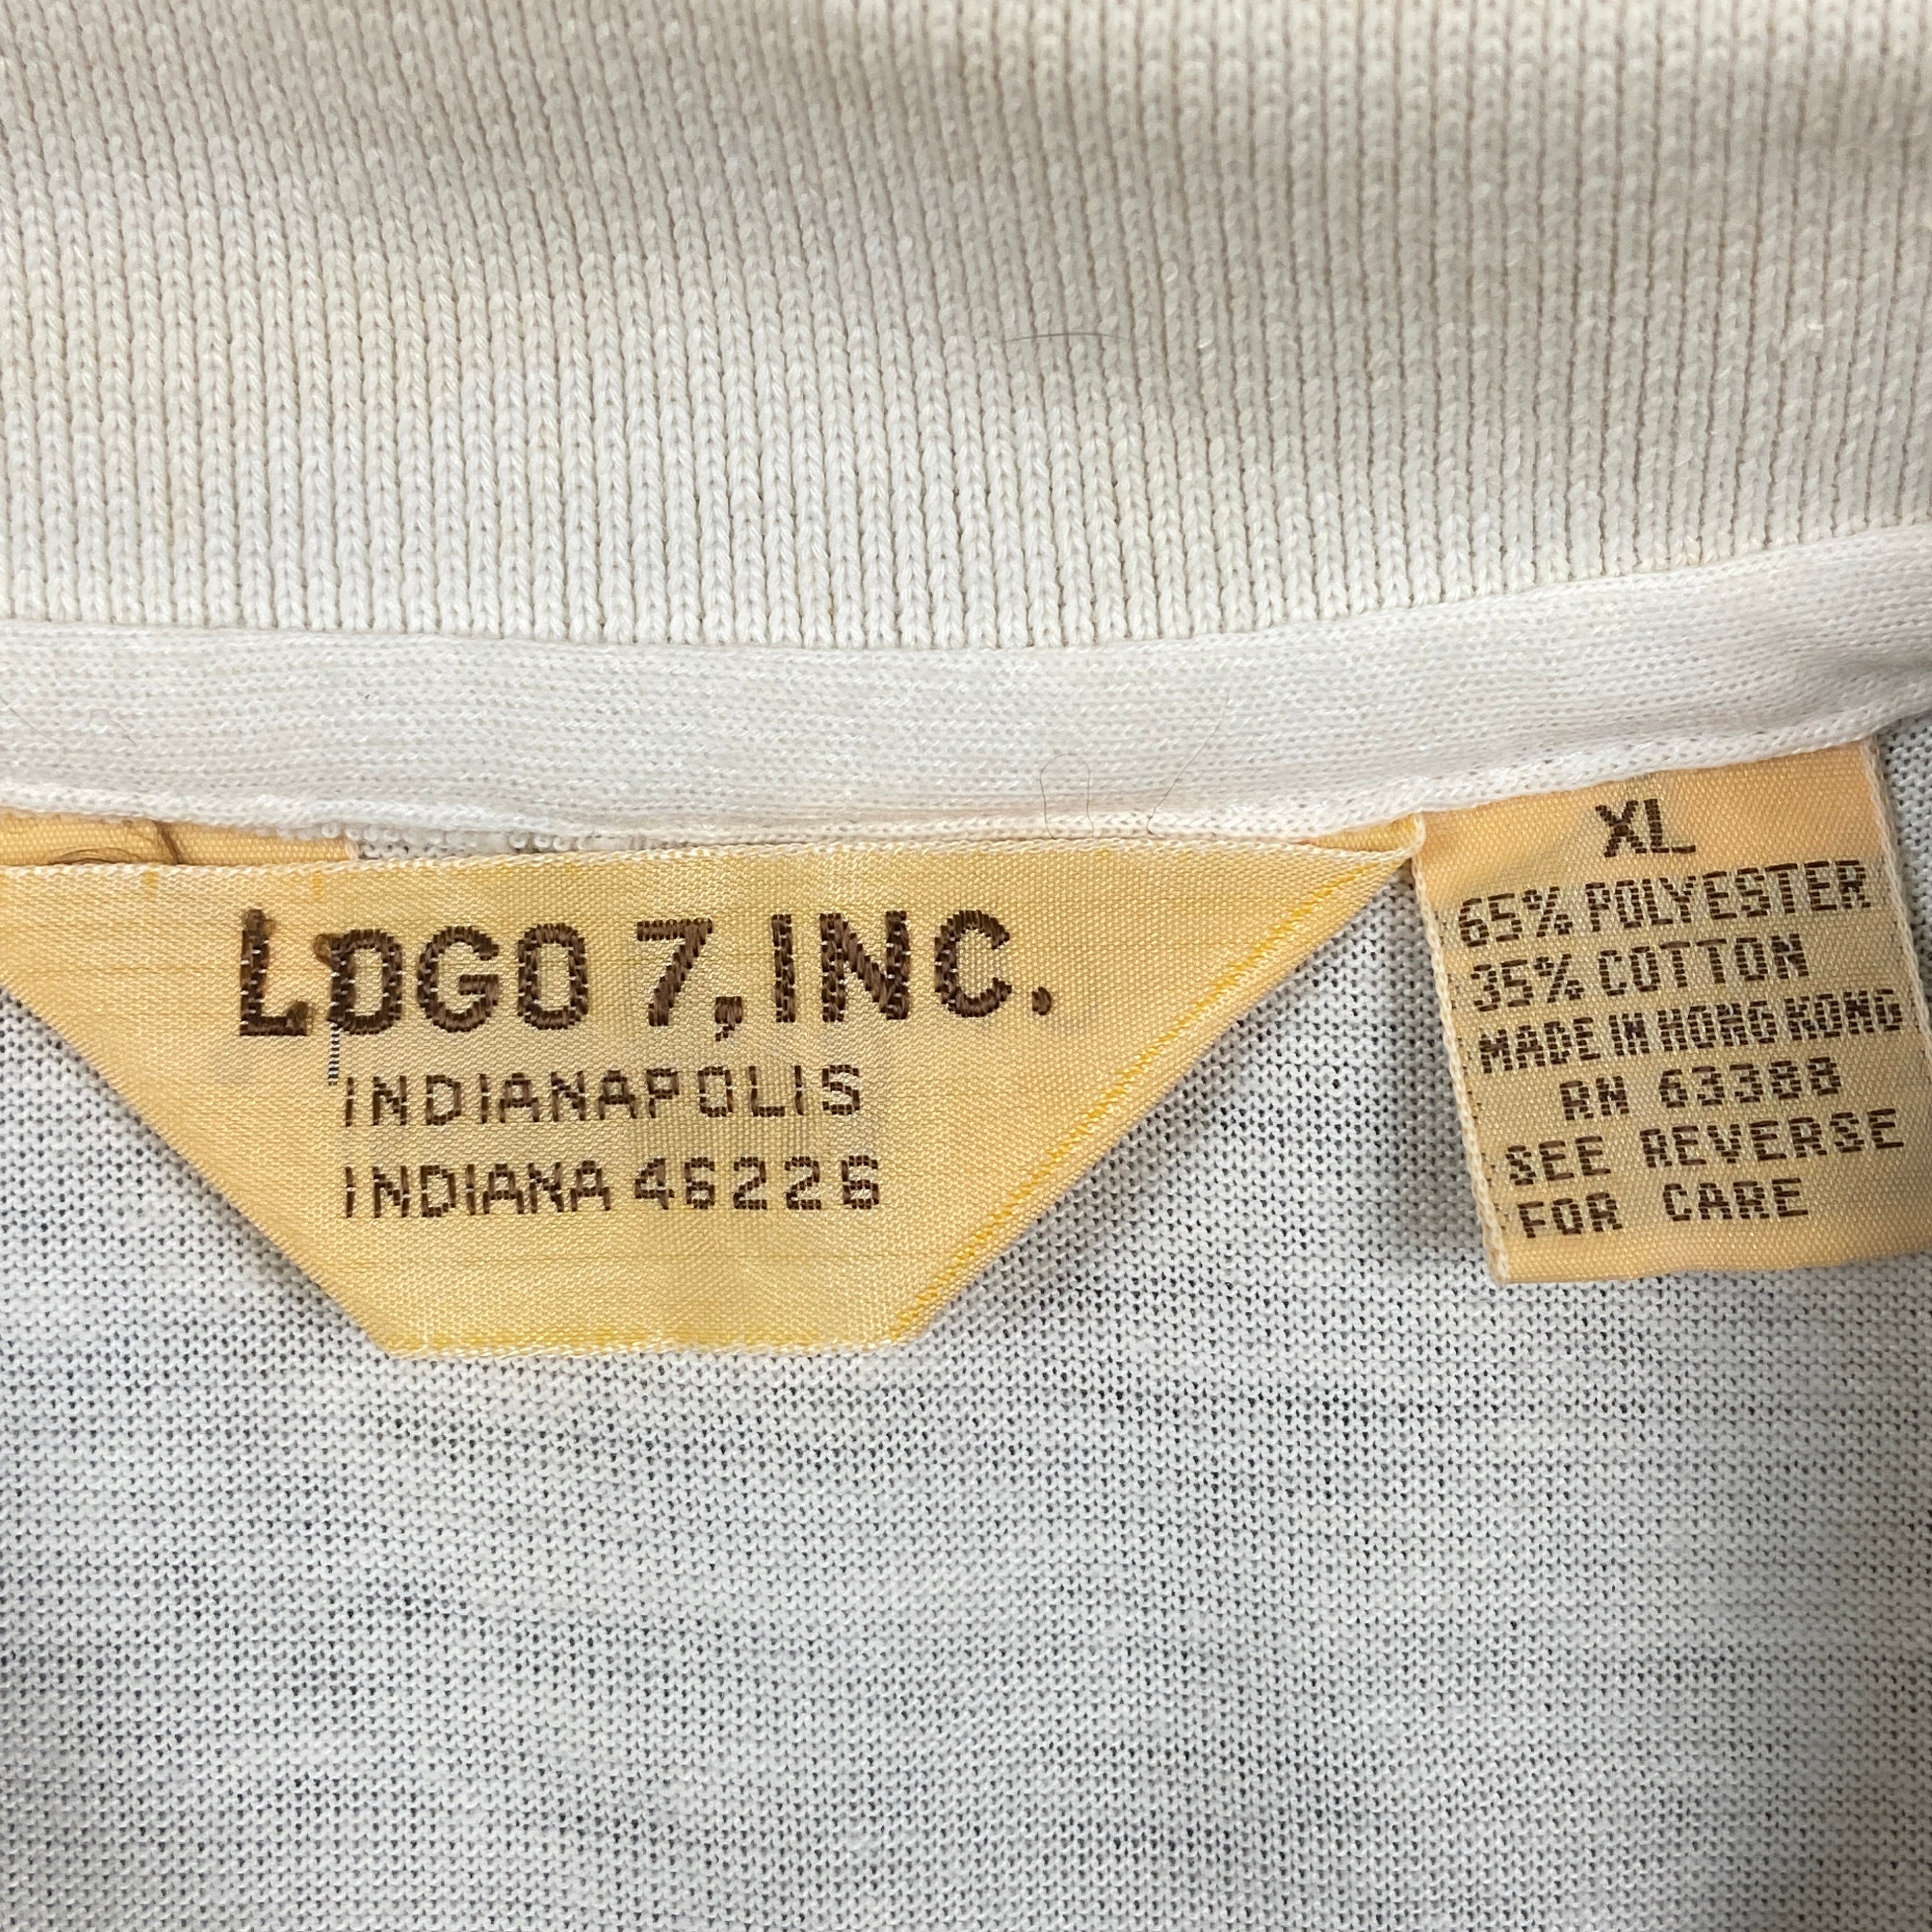 LOGO 7, INC.
INDIANAPOLIS
INDIANA 46226
XL
65% POLYESTER
35% COTTON
MADE IN HONG KONG
RN 63388
SEE REVERSE
FOR CARE